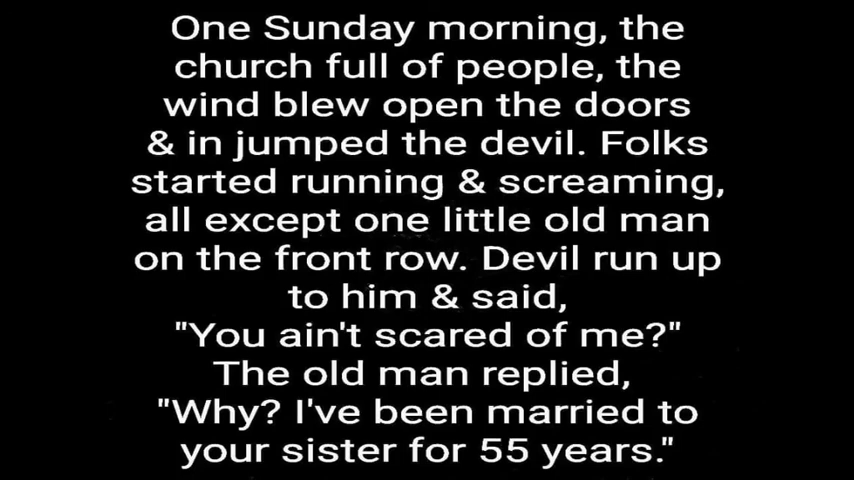 One Sunday morning, the
church full of people, the
wind blew open the doors
& in jumped the devil. Folks
started running & screaming,
all except one little old man
on the front row. Devil run up
to him & said,
"You ain't scared of me?"
The old man replied,
"Why? I've been married to
your sister for 55 years."